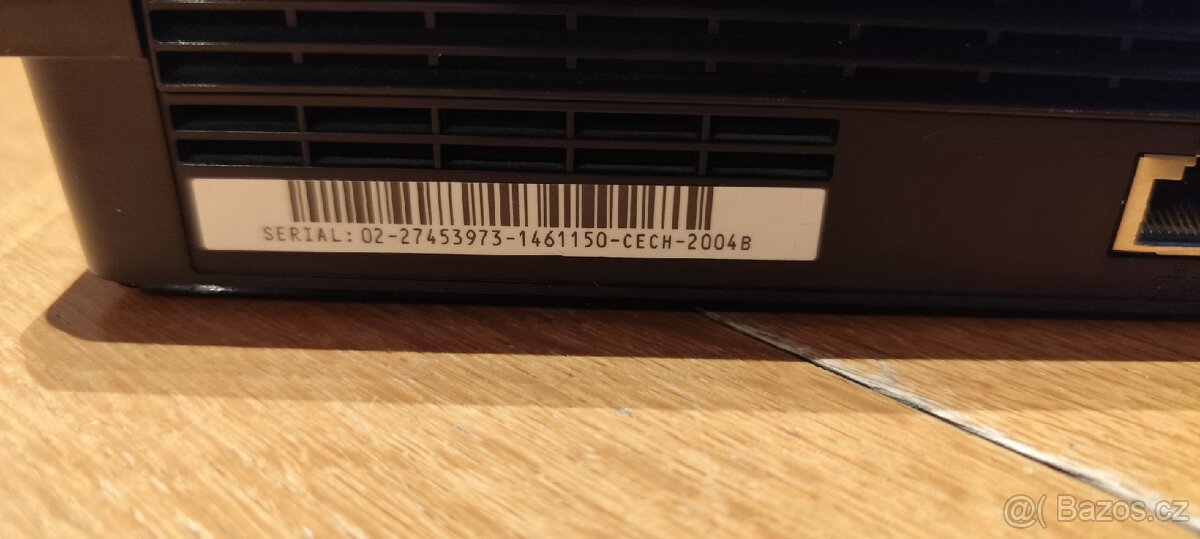 SERIAL: 02-27453973-1461150-CECH-2004B
@( Bazos.cz